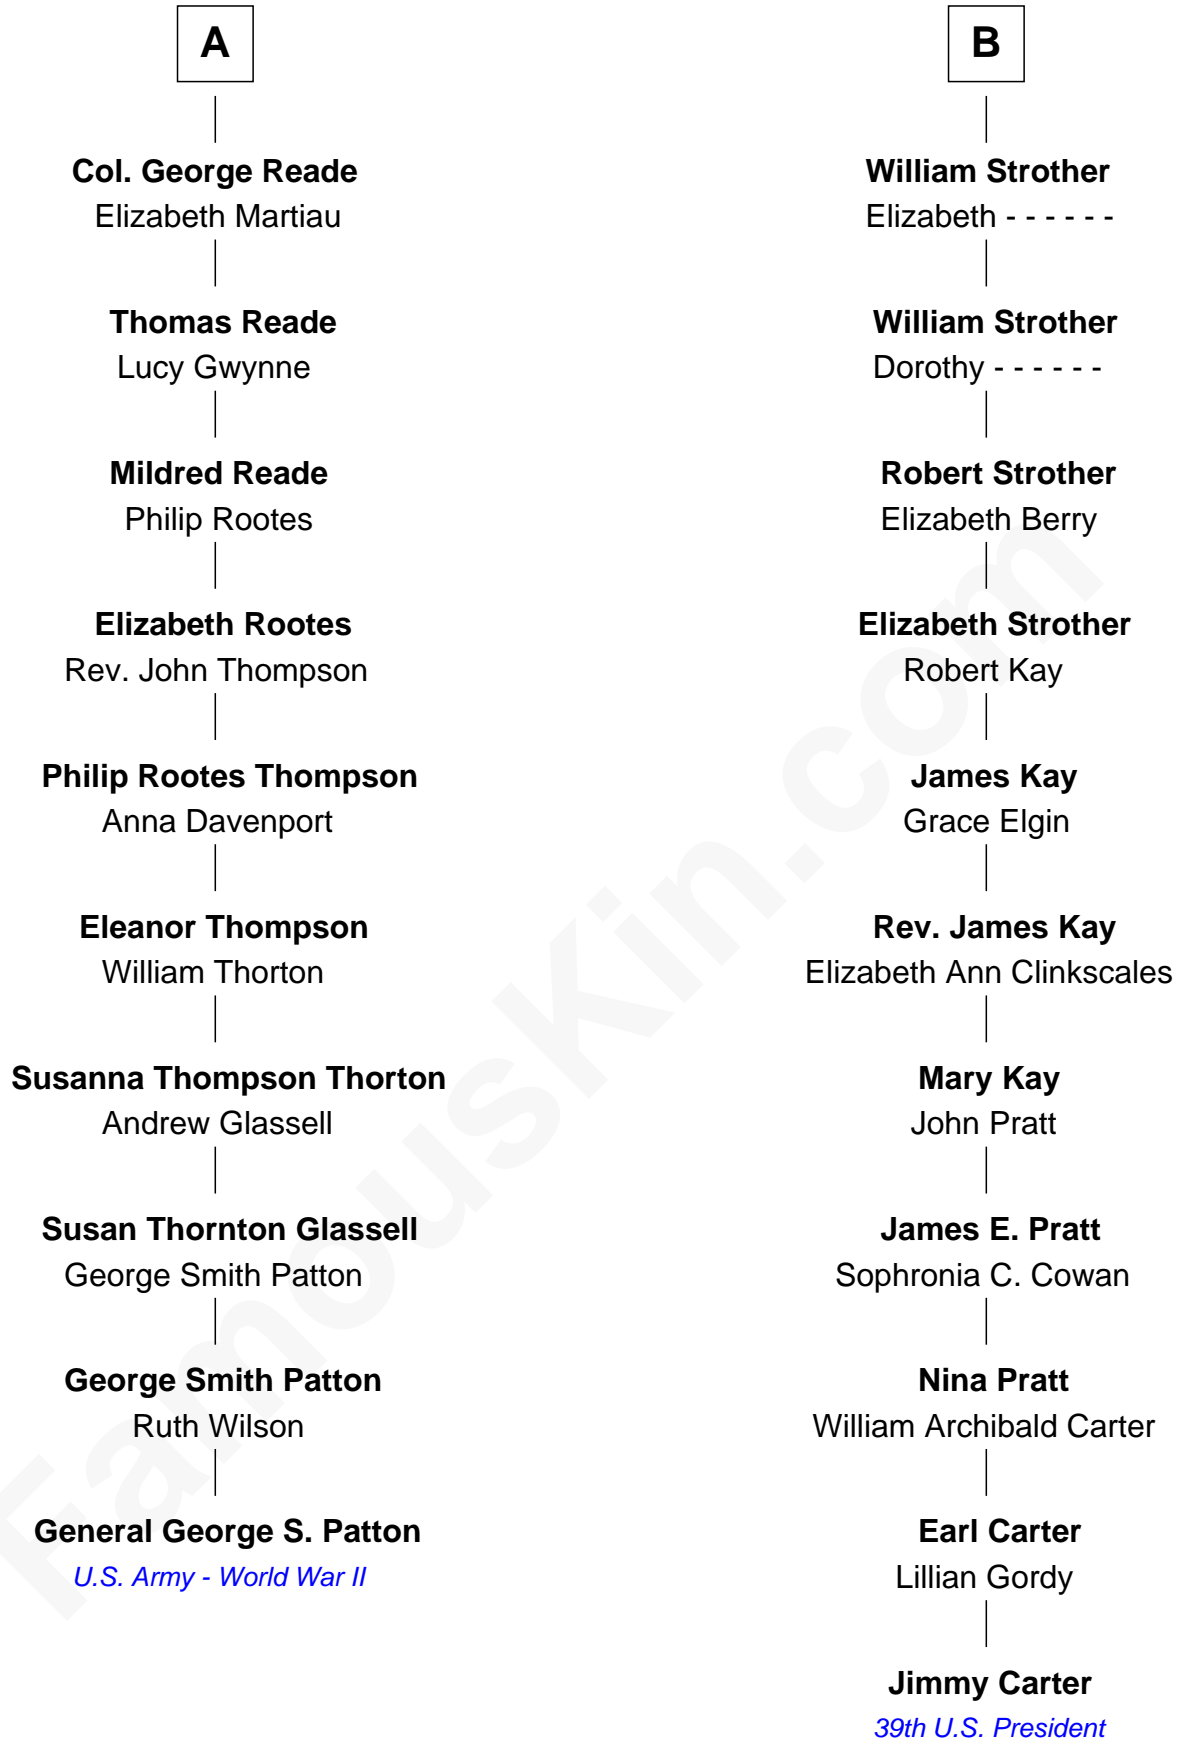 A
Col. George Reade
Elizabeth Martiau
Thomas Reade
Lucy Gwynne
Mildred Reade
Philip Rootes
Elizabeth Rootes
Rev. John Thompson
Philip Rootes Thompson
Anna Davenport
Eleanor Thompson
William Thorton
Susanna Thompson Thorton
Andrew Glassell
Susan Thornton Glassell
George Smith Patton
George Smith Patton
Ruth Wilson
General George S. Patton
U.S. Army - World War II
B
William Strother
Elizabeth - - - - - -
William Strother
Dorothy - - - - - -
Robert Strother
Elizabeth Berry
Elizabeth Strother
Robert Kay
James Kay
Grace Elgin
Rev. James Kay
Elizabeth Ann Clinkscales
Mary Kay
John Pratt
James E. Pratt
Sophronia C. Cowan
Nina Pratt
William Archibald Carter
Earl Carter
Lillian Gordy
Jimmy Carter
39th U.S. President
FamousKin.com